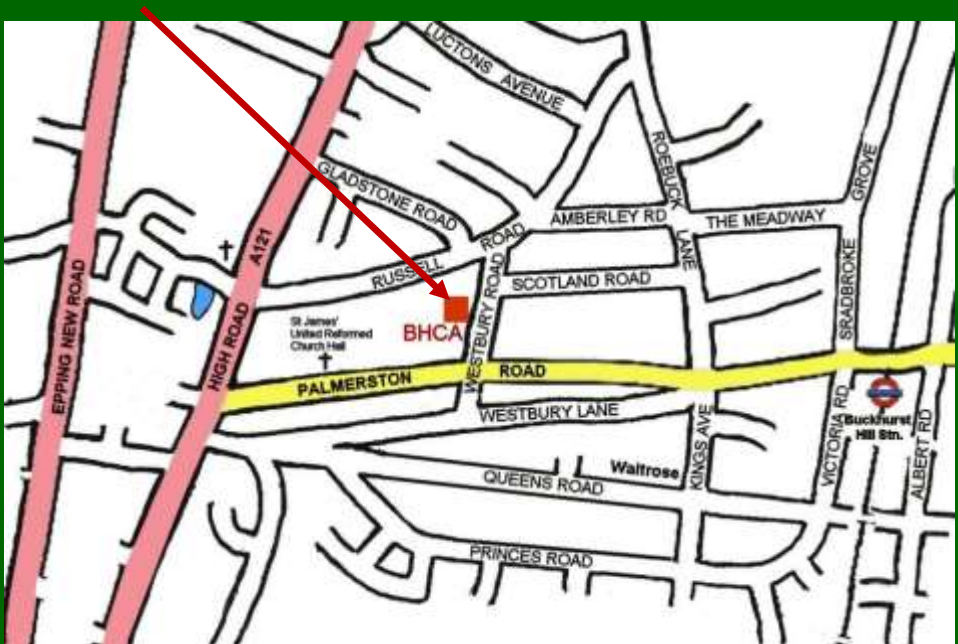 LUCTONS AVENUE
ROEBUCK
LANE
GLADSTONE ROAD
AMBERLEY RD
THE MEADWAY
GROVE
SRADBROKE
A121
HIGH ROAD
EPPING NEW ROAD
RUSSELL
ROAD
SCOTLAND ROAD
WESTBURY ROAD
BHCA
St James'
United Reformed
Church Hall
PALMERSTON
ROAD
WESTBURY LANE
KINGS AVE
VICTORIA RD
Buckhurst
Hill Stn.
ALBERT RD
Waitrose
QUEENS ROAD
PRINCES ROAD